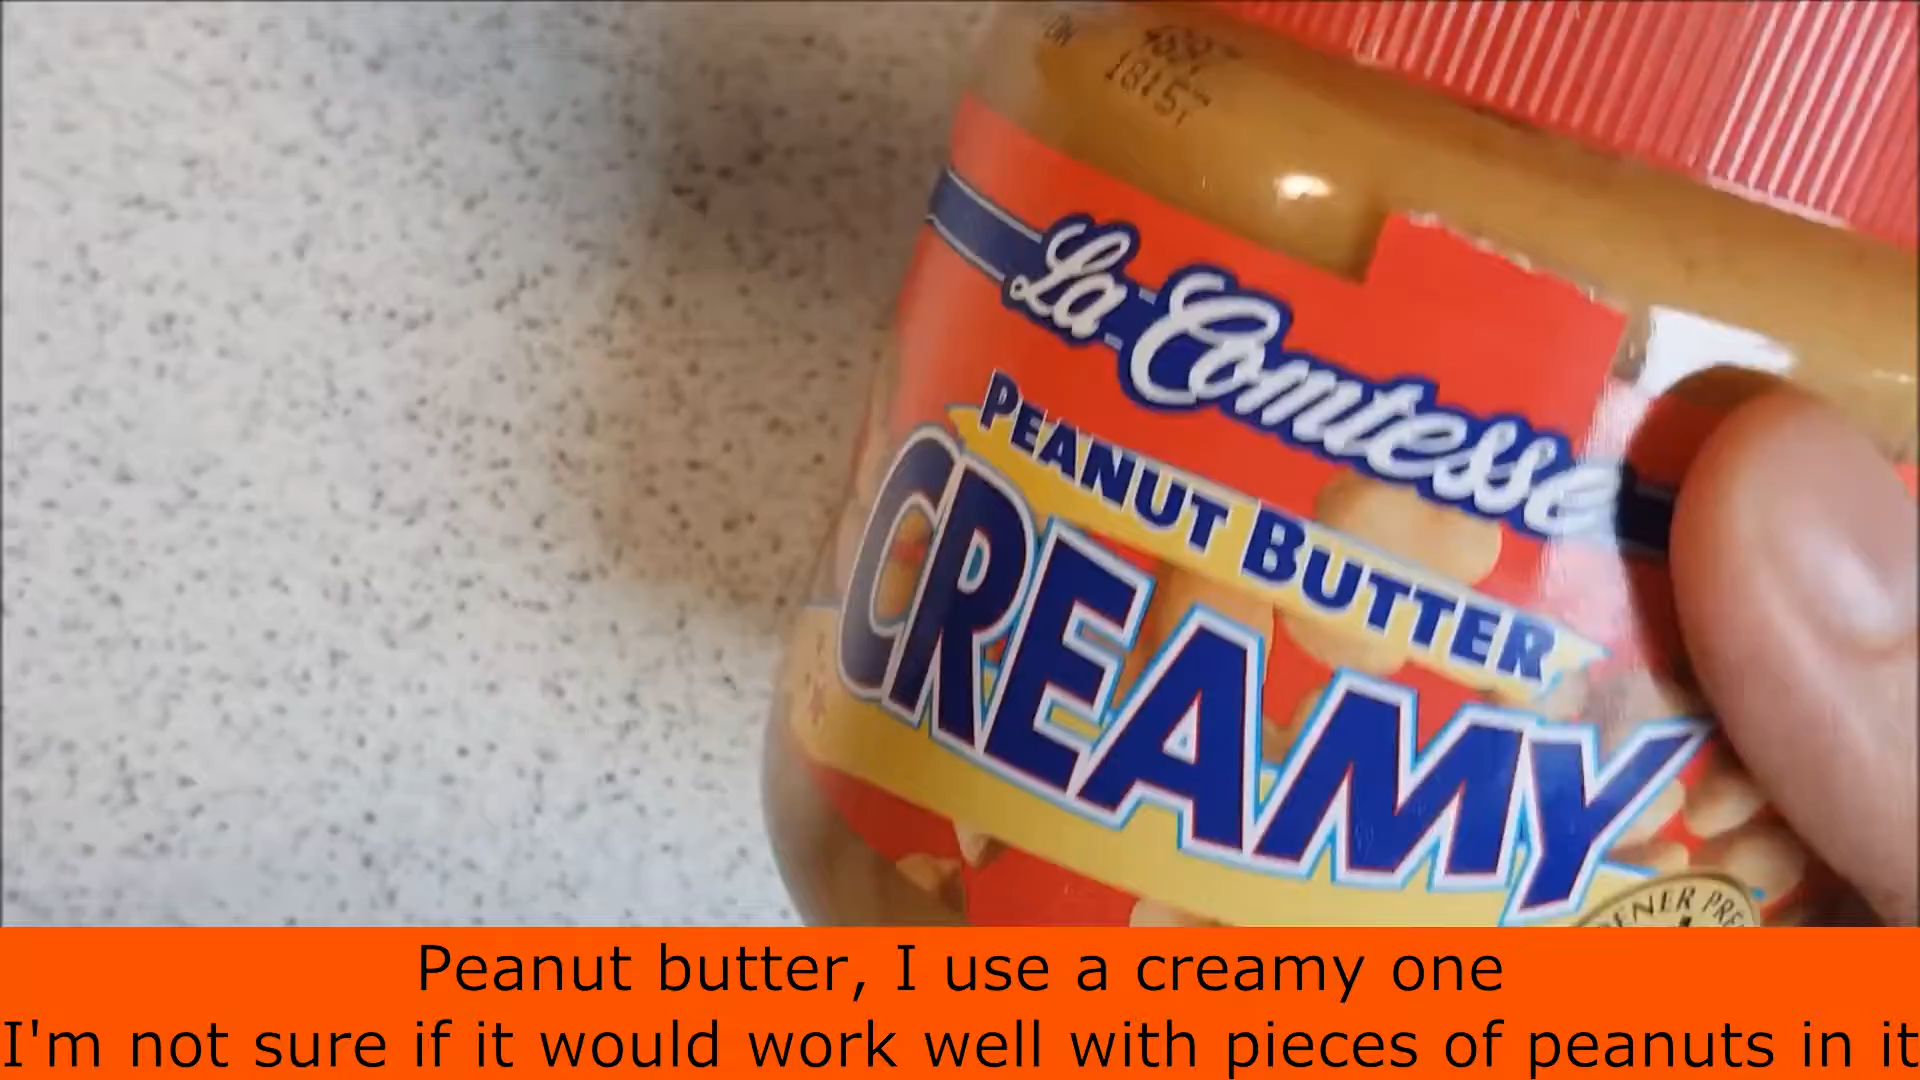 La Comtesse
PEANUT BUTTER
CREAMY
Peanut butter, I use a creamy one
I'm not sure if it would work well with pieces of peanuts in it